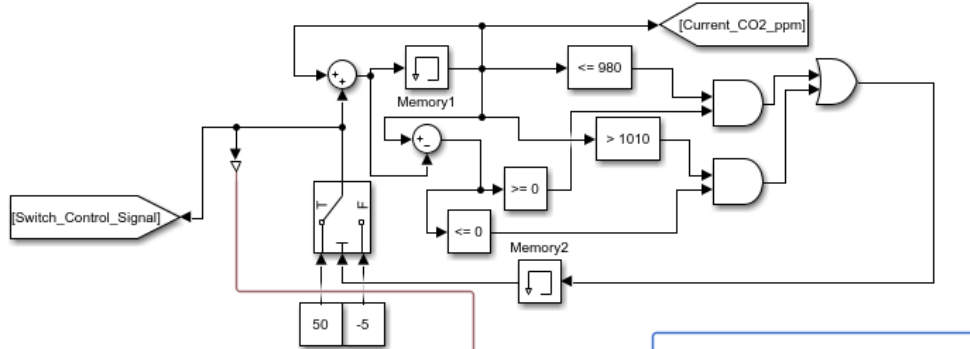 [Current_CO2_ppm]
<= 980
Memory1
+
+
> 1010
+
−
>= 0
T
F
[Switch_Control_Signal]
<= 0
Memory2
50
-5